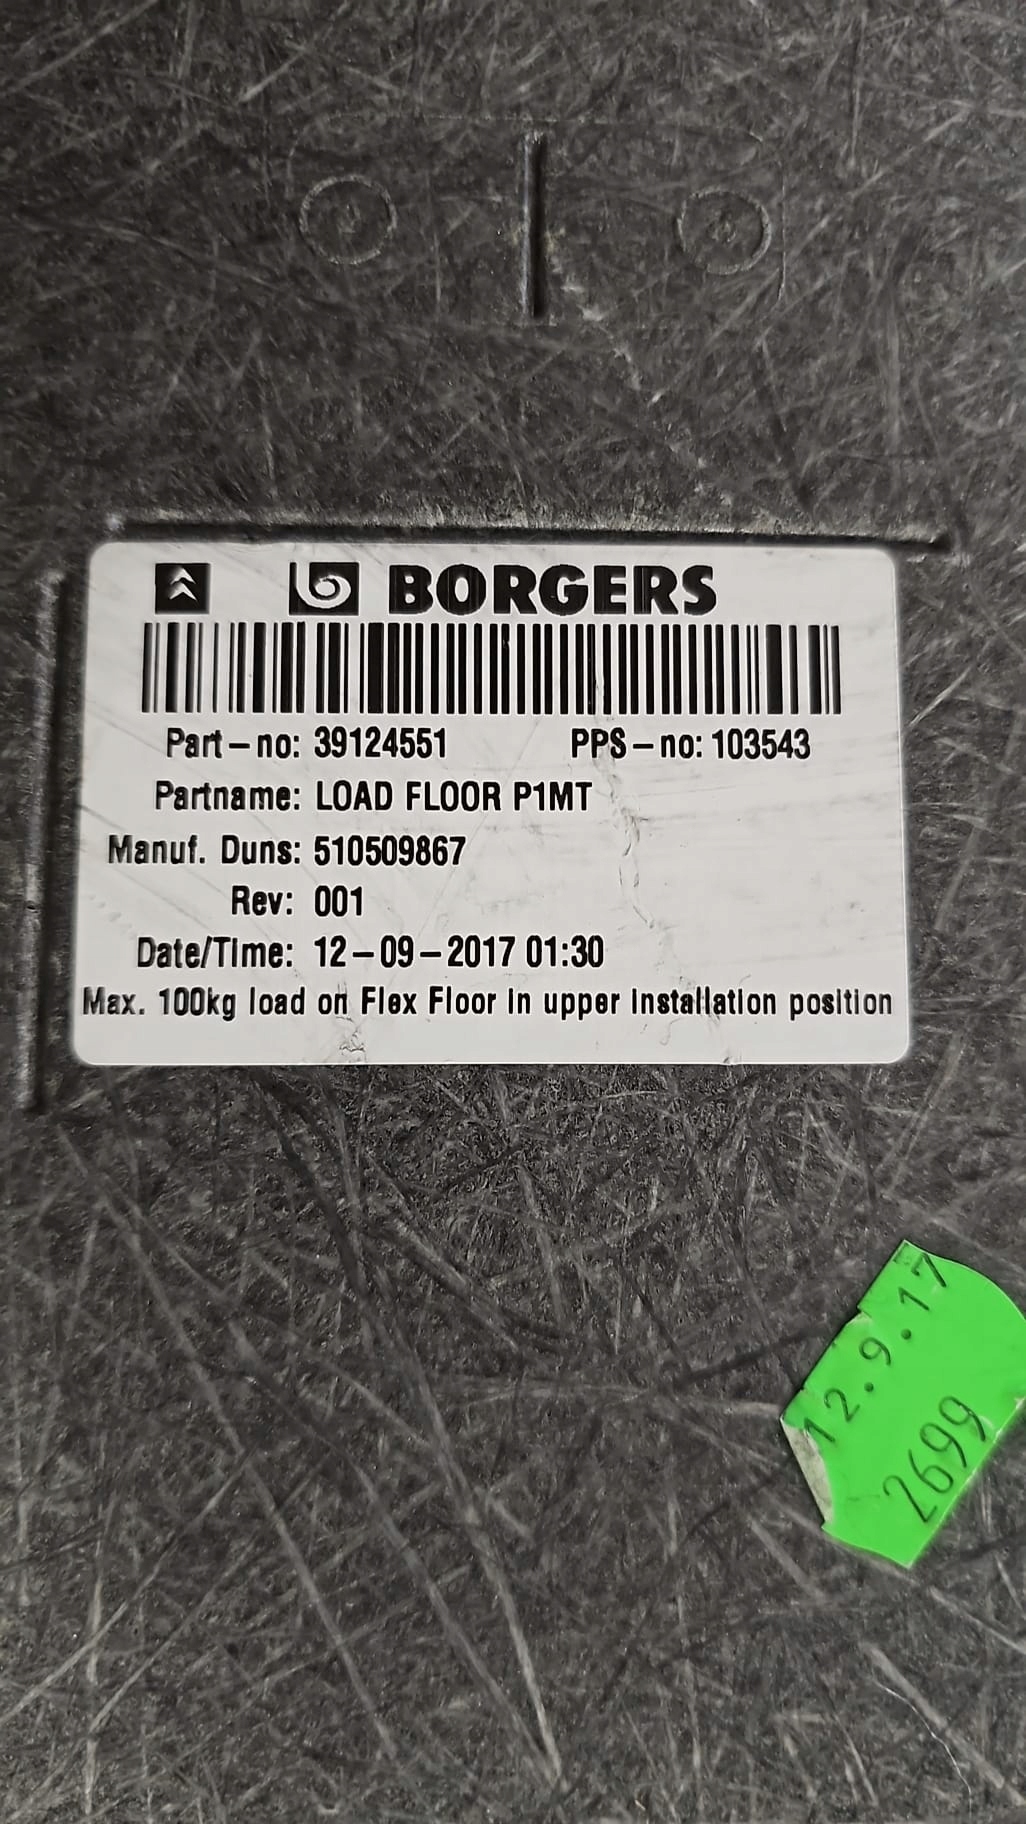 BORGERS
Part-no: 39124551 PPS-no: 103543
Partname: LOAD FLOOR P1MT
Manuf. Duns: 510509867
Rev: 001
Date/Time: 12-09-2017 01:30
Max. 100kg load on Flex Floor in upper installation position
12.9.17
2699